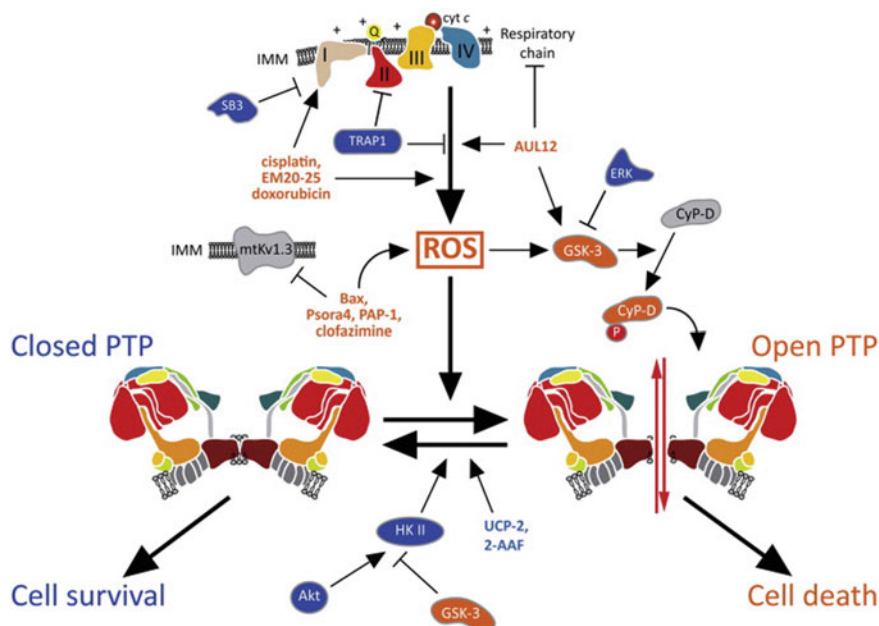 +
+
+
+
cyt c
Q
IMM
I
II
III
IV
Respiratory
chain
SB3
TRAP1
AUL12
cisplatin,
EM20-25
doxorubicin
ERK
CyP-D
IMM
mtKv1.3
ROS
GSK-3
Bax,
Psora4, PAP-1,
clofazimine
CyP-D
P
Closed PTP
Open PTP
HK II
UCP-2,
2-AAF
Akt
GSK-3
Cell survival
Cell death